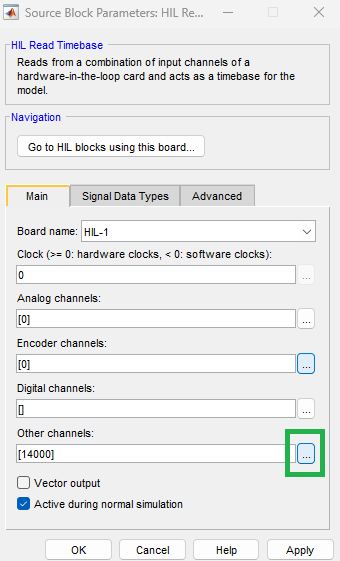 Source Block Parameters: HIL Re...
HIL Read Timebase
Reads from a combination of input channels of a
hardware-in-the-loop card and acts as a timebase for the
model.
Navigation
Go to HIL blocks using this board...
Main Signal Data Types Advanced
Board name: HIL-1
Clock (>= 0: hardware clocks, < 0: software clocks):
0 ...
Analog channels:
[0] ...
Encoder channels:
[0] ...
Digital channels:
[] ...
Other channels:
[14000] ...
Vector output
Active during normal simulation
OK Cancel Help Apply